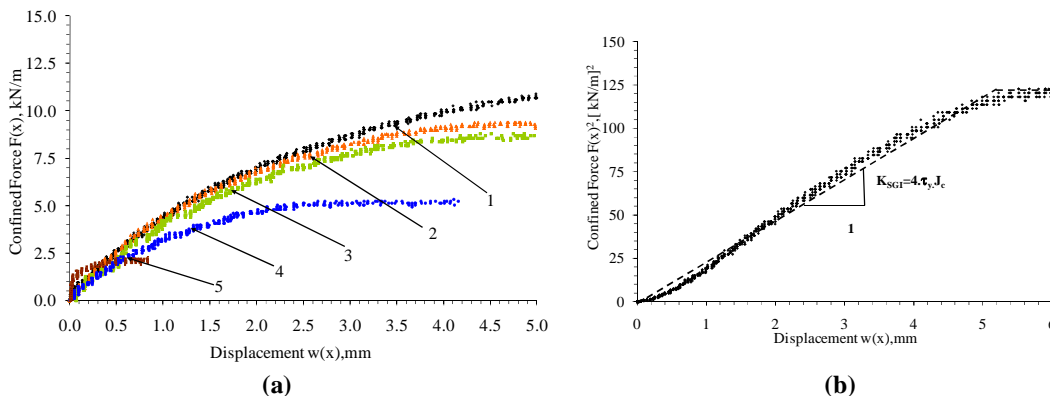 15.0
12.5
10.0
7.5
5.0
2.5
0.0
Confined Force F(x), kN/m
1
2
3
4
5
0.0 0.5 1.0 1.5 2.0 2.5 3.0 3.5 4.0 4.5 5.0
Displacement w(x),mm
(a)
150
125
100
75
50
25
0
Confined Force F(x)²,[ kN/m]²
K_SGI=4.τ_y.J_c
1
0 1 2 3 4 5 6
Displacement w(x),mm
(b)